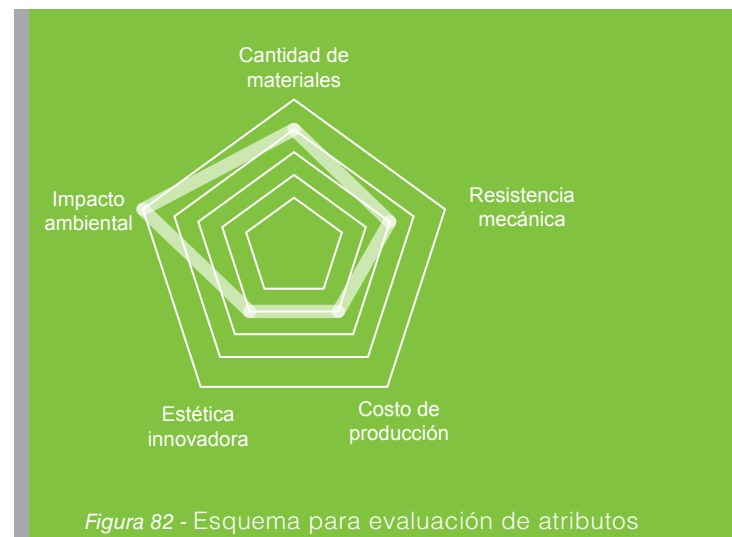 Cantidad de
materiales
Impacto
ambiental
Resistencia
mecánica
Estética
innovadora
Costo de
producción
Figura 82 - Esquema para evaluación de atributos